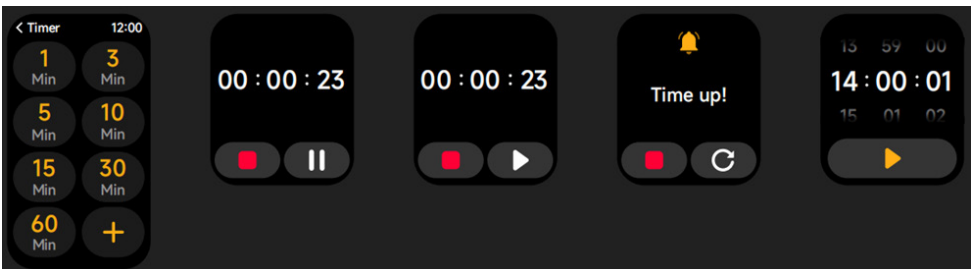 < Timer 12:00
1 3
Min Min
5 10
Min Min
15 30
Min Min
60 +
Min
00 : 00 : 23
00 : 00 : 23
Time up!
13 59 00
14 : 00 : 01
15 01 02